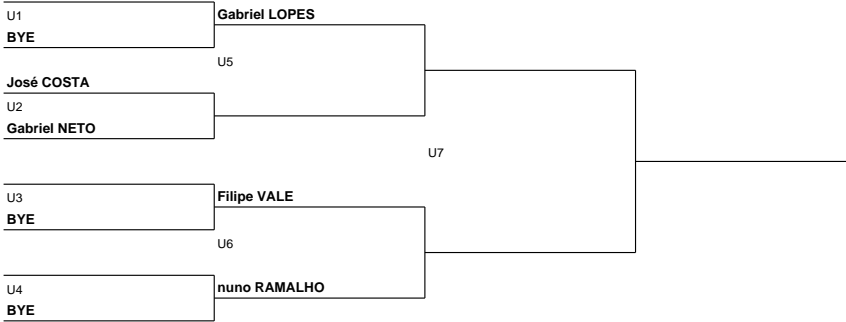 U1
Gabriel LOPES
BYE
U5
José COSTA
U2
Gabriel NETO
U7
U3
Filipe VALE
BYE
U6
U4
nuno RAMALHO
BYE